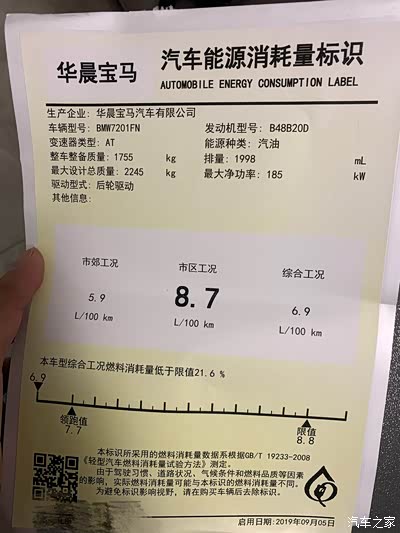 华晨宝马
汽车能源消耗量标识
AUTOMOBILE ENERGY CONSUMPTION LABEL
生产企业: 华晨宝马汽车有限公司
车辆型号: BMW7201FN 发动机型号: B48B20D
变速器类型: AT 能源种类: 汽油
整车整备质量: 1755 kg 排量: 1998 mL
最大设计总质量: 2245 kg 最大净功率: 185 kW
驱动型式: 后轮驱动
其他信息:
市郊工况 市区工况 综合工况
5.9 8.7 6.9
L/100 km L/100 km L/100 km
本车型综合工况燃料消耗量低于限值21.6 %
6.9
领跑值 限值
7.7 8.8
本标识所采用的燃料消耗量数据系根据GB/T 19233-2008
《轻型汽车燃料消耗量试验方法》测定。
由于驾驶习惯、道路状况、气候条件和燃料品质等因素
的影响，实际燃料消耗量可能与本标识的燃料消耗量不同。
为避免影响视野，请在购买车辆后去除标识。
启用日期:2019年09月05日
汽车之家